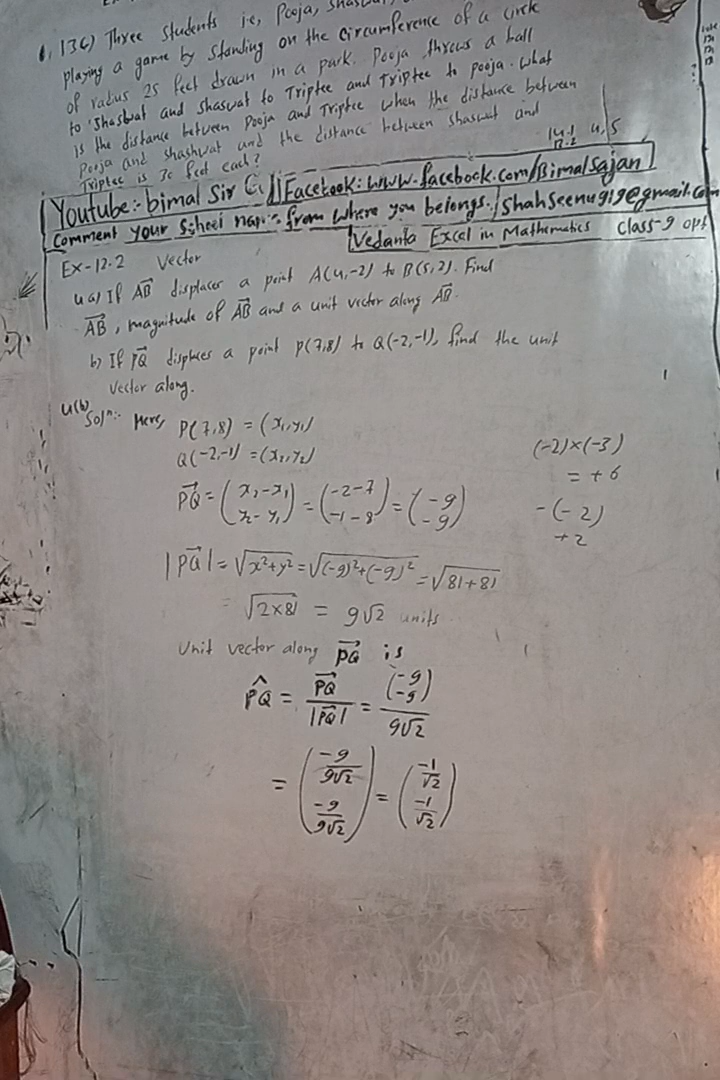 13c) Three students ie, Pooja,
playing a game by standing on the circumference of a circle
of radius 25 feet drawn in a park. Pooja throws a ball
to Shaswat and Shaswat to Triptee and Triptee to pooja. What
is the distance between Pooja and Triptee when the distance between
Pooja and Shashwat and the distance between Shaswat and
Triptee is 30 feet each?
Youtube:- bimal Sir Facebook: www.facebook.com/Bimalsajan
Comment your School name from where you belongs. / Shahseenu919@gmail.com
Vedanta Excel in Mathematics Class-9 opt
Ex-12.2 Vector
4 a) If AB displaces a point A(4,-2) to B(5,2). Find
AB, magnitude of AB and a unit vector along AB.
b) If PQ displaces a point P(7,8) to Q(-2,-1), find the unit
vector along.
4(b)
Solⁿ:- Here, P(7,8) = (x₁,y₁)
Q(-2,-1) = (x₂,y₂)
(-2)×(-3)
= +6
-(-2)
+2
PQ = (x₂-x₁ y₂-y₁) = (-2-7 -1-8) = (-9 -9)
|PQ| = √x²+y² = √(-9)²+(-9)² = √81+81
= √2×81 = 9√2 units
Unit vector along PQ is
PQ = PQ/|PQ| = (-9 -9)/9√2
= (-9/9√2 -9/9√2) = (-1/√2 -1/√2)